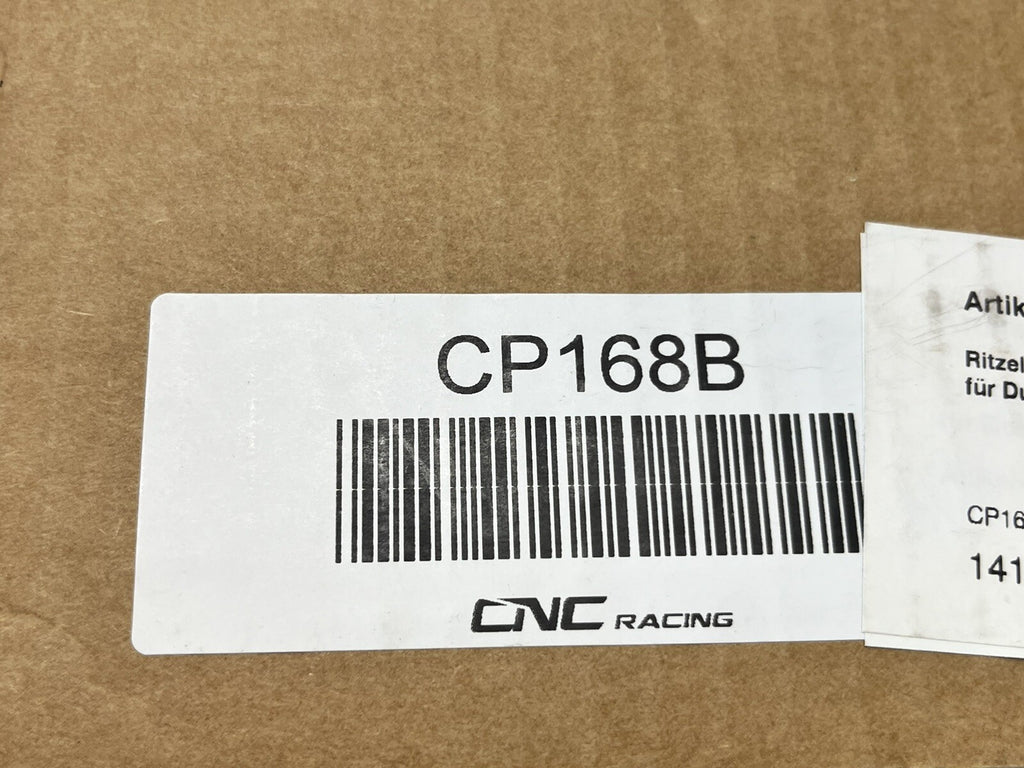 CP168B
CNC RACING
Artik
Ritzel
für Du
CP16
141